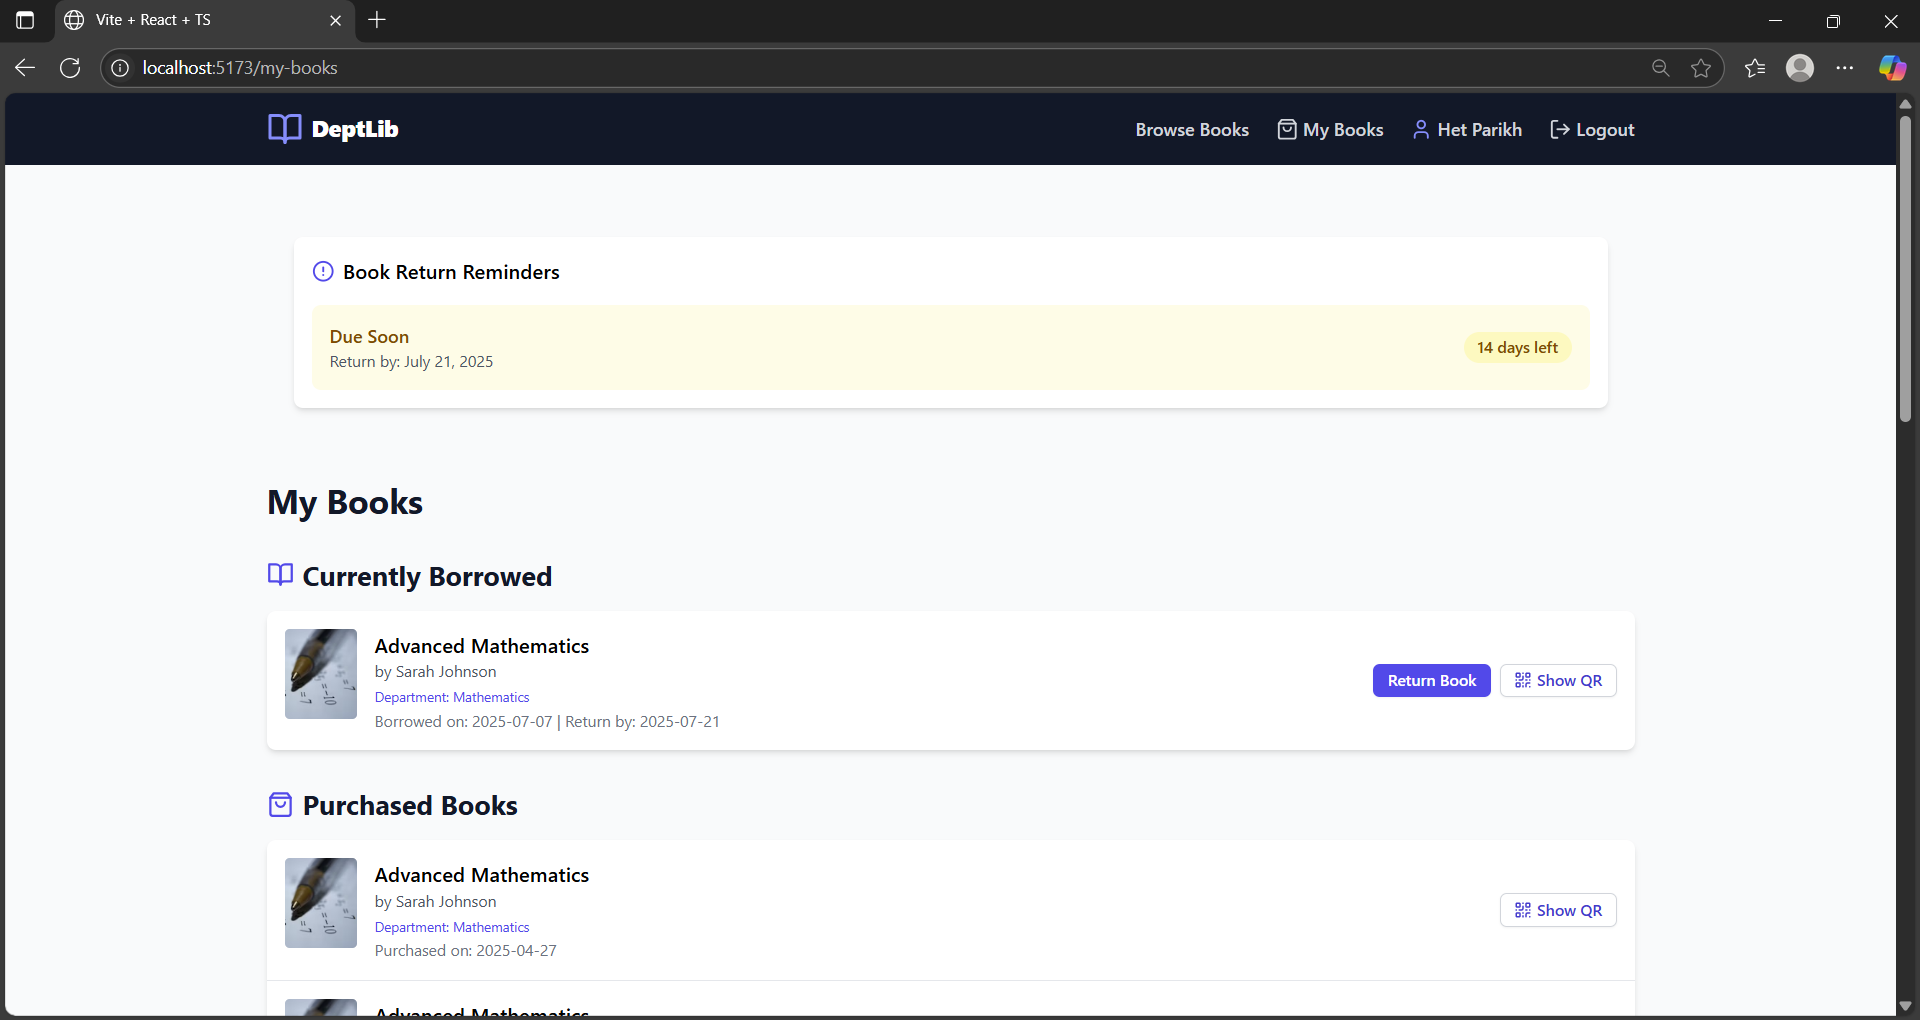 Vite + React + TS
localhost:5173/my-books
DeptLib
Browse Books
My Books
Het Parikh
Logout
Book Return Reminders
Due Soon
Return by: July 21, 2025
14 days left
My Books
Currently Borrowed
Advanced Mathematics
by Sarah Johnson
Department: Mathematics
Borrowed on: 2025-07-07 | Return by: 2025-07-21
Return Book
Show QR
Purchased Books
Advanced Mathematics
by Sarah Johnson
Department: Mathematics
Purchased on: 2025-04-27
Show QR
Advanced Mathematics